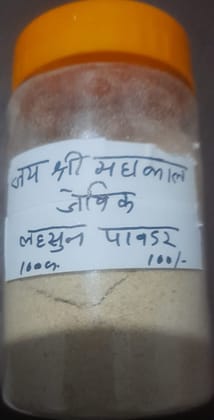 जय श्री महाकाल
जैविक
लहसुन पावडर
100G. 100/-